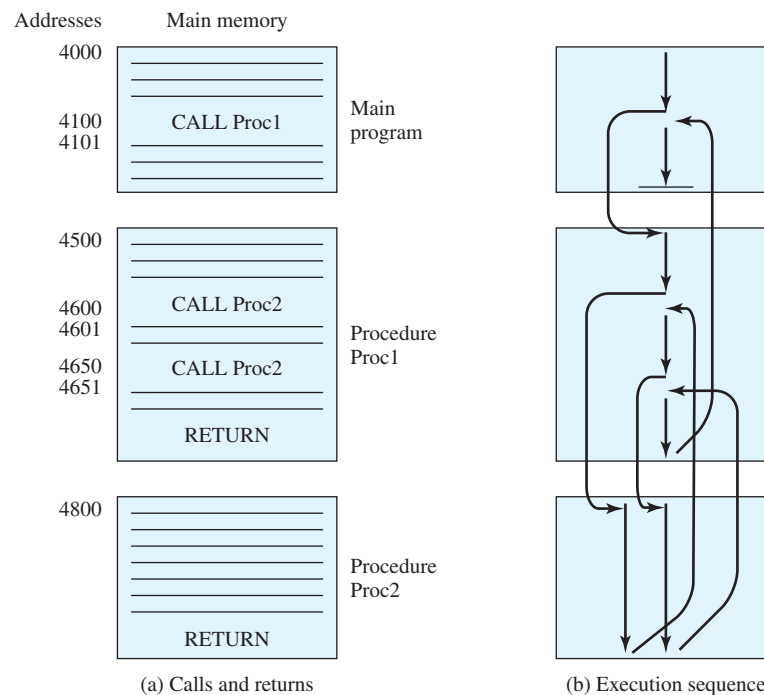 Addresses
Main memory
4000
4100
4101
CALL Proc1
Main
program
4500
4600
4601
4650
4651
CALL Proc2
CALL Proc2
RETURN
Procedure
Proc1
4800
RETURN
Procedure
Proc2
(a) Calls and returns
(b) Execution sequence